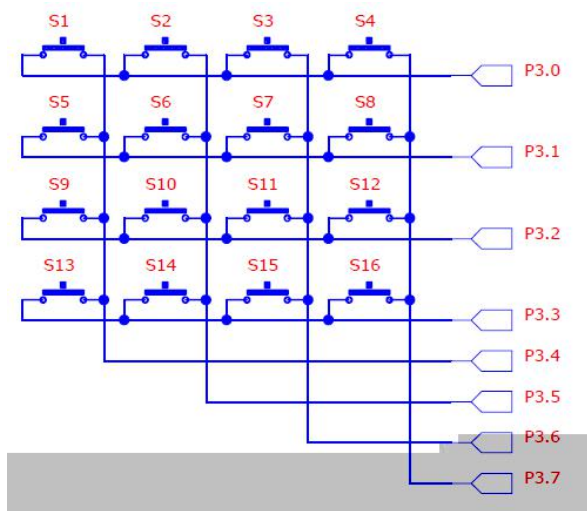 S1 S2 S3 S4
P3.0
S5 S6 S7 S8
P3.1
S9 S10 S11 S12
P3.2
S13 S14 S15 S16
P3.3
P3.4
P3.5
P3.6
P3.7